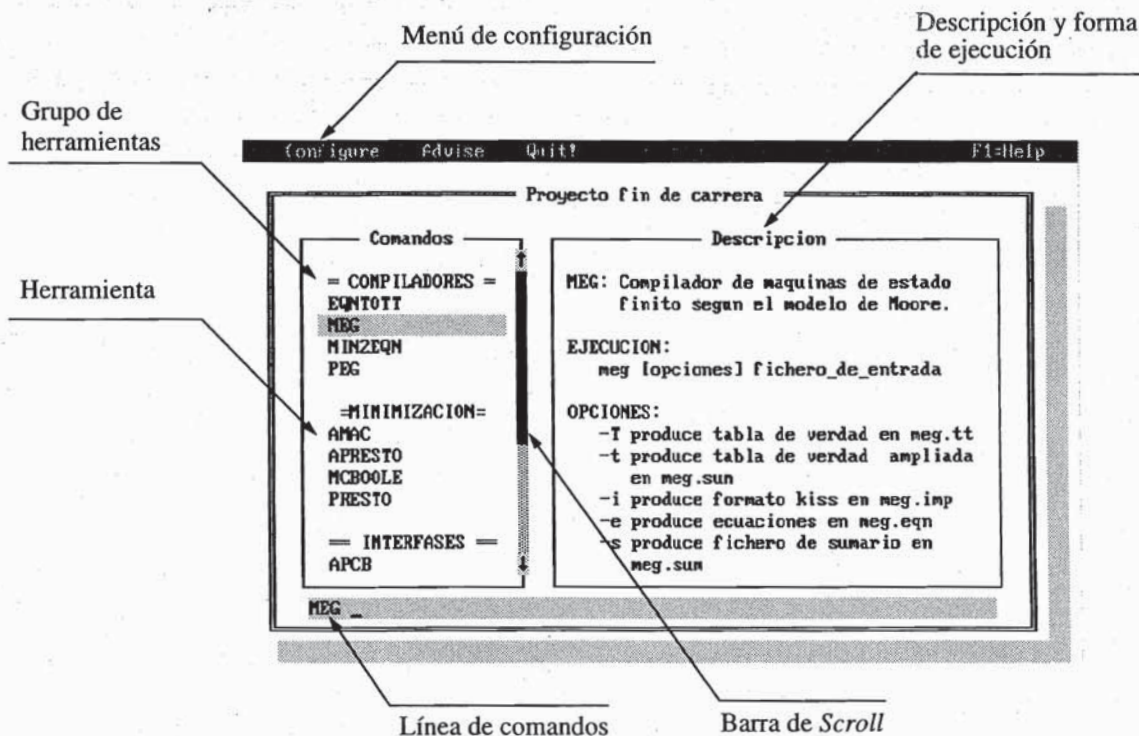 Menú de configuración
Descripción y forma
de ejecución
Grupo de
herramientas
Configure Advise Quit! F1=Help
Proyecto fin de carrera
Comandos
Descripcion
= COMPILADORES =
EQNTOTT
MEG
MIN2EQN
PEG
=MINIMIZACION=
AMAC
APRESTO
MCBOOLE
PRESTO
== INTERFASES ==
APCB
Herramienta
MEG: Compilador de maquinas de estado
finito segun el modelo de Moore.
EJECUCION:
meg [opciones] fichero_de_entrada
OPCIONES:
-T produce tabla de verdad en meg.tt
-t produce tabla de verdad ampliada
en meg.sum
-i produce formato kiss en meg.imp
-e produce ecuaciones en meg.eqn
-s produce fichero de sumario en
meg.sum
MEG _
Línea de comandos
Barra de Scroll